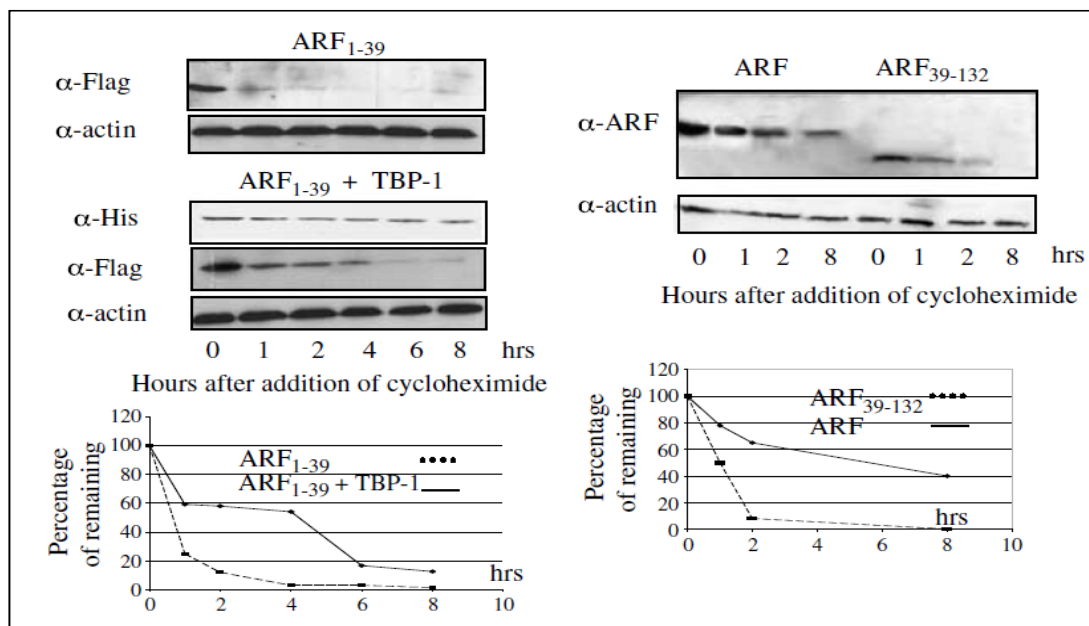 ARF1-39
α-Flag
α-actin
ARF1-39 + TBP-1
α-His
α-Flag
α-actin
0 1 2 4 6 8 hrs
Hours after addition of cycloheximide
120
100
80
60
40
20
0
Percentage
of remaining
ARF1-39
ARF1-39 + TBP-1
hrs
0 2 4 6 8 10
ARF ARF39-132
α-ARF
α-actin
0 1 2 8 0 1 2 8 hrs
Hours after addition of cycloheximide
120
100
80
60
40
20
0
Percentage
of remaining
ARF39-132
ARF
hrs
0 2 4 6 8 10